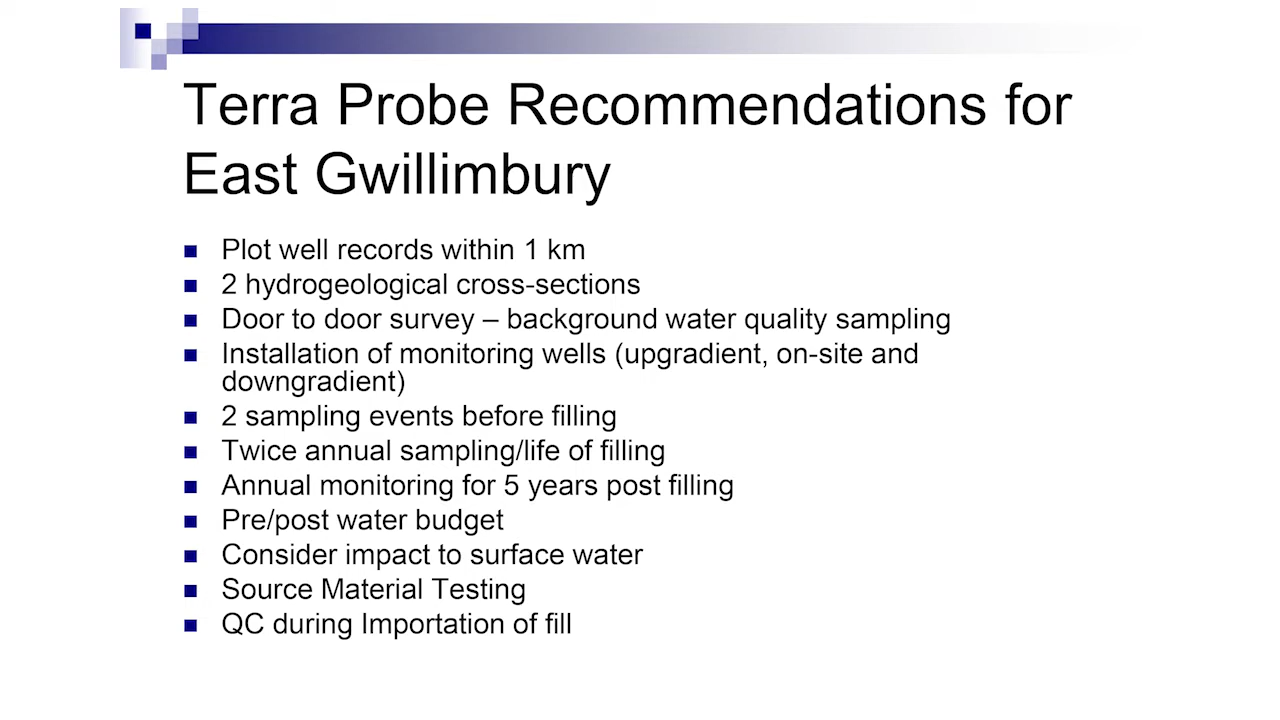 Terra Probe Recommendations for
East Gwillimbury
Plot well records within 1 km
2 hydrogeological cross-sections
Door to door survey – background water quality sampling
Installation of monitoring wells (upgradient, on-site and
downgradient)
2 sampling events before filling
Twice annual sampling/life of filling
Annual monitoring for 5 years post filling
Pre/post water budget
Consider impact to surface water
Source Material Testing
QC during Importation of fill